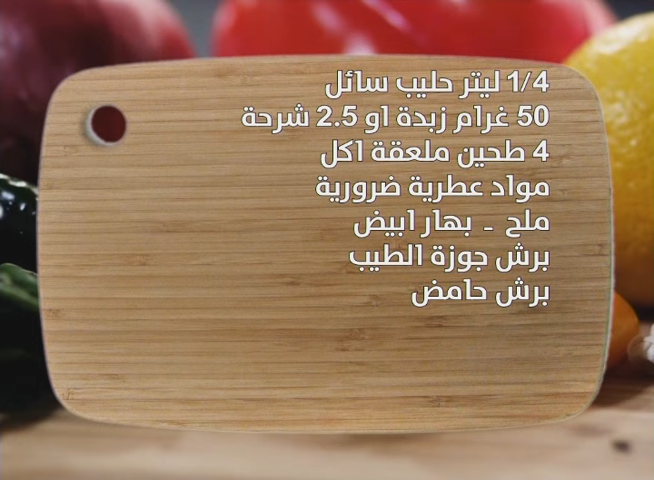 1/4 ليتر حليب سائل
50 غرام زبدة او 2.5 شرحة
4 طحين ملعقة اكل
مواد عطرية ضرورية
ملح - بهار ابيض
برش جوزة الطيب
برش حامض